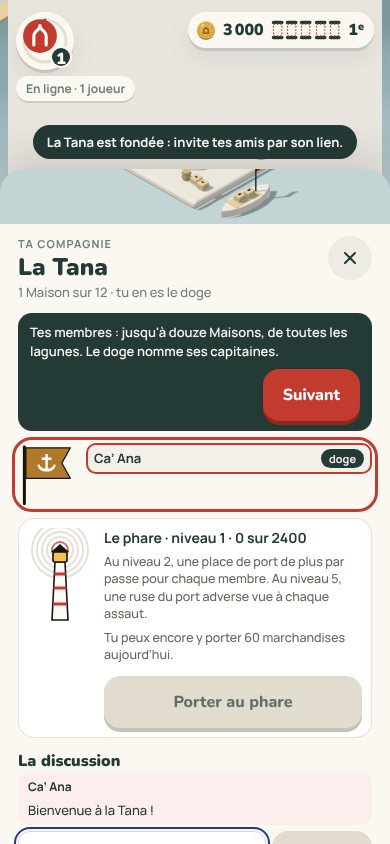 1
3 000
1e
En ligne · 1 joueur
La Tana est fondée : invite tes amis par son lien.
TA COMPAGNIE
La Tana
1 Maison sur 12 · tu en es le doge
Tes membres : jusqu'à douze Maisons, de toutes les
lagunes. Le doge nomme ses capitaines.
Suivant
Ca' Ana
doge
Le phare · niveau 1 · 0 sur 2400
Au niveau 2, une place de port de plus par
passe pour chaque membre. Au niveau 5,
une ruse du port adverse vue à chaque
assaut.
Tu peux encore y porter 60 marchandises
aujourd'hui.
Porter au phare
La discussion
Ca' Ana
Bienvenue à la Tana !